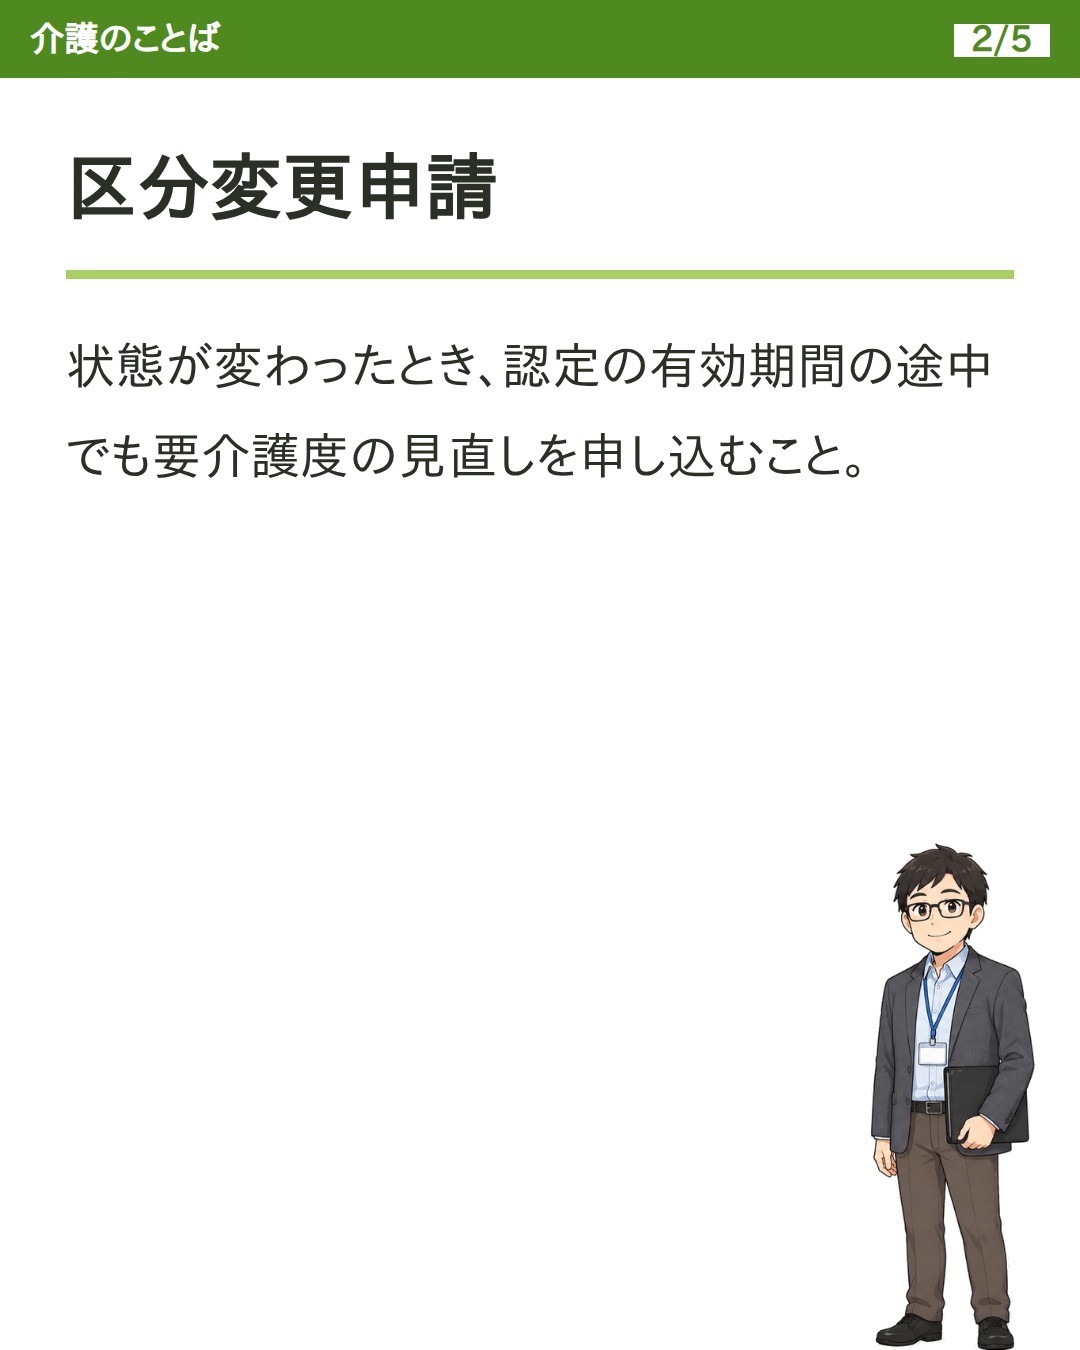 介護のことば
2/5
区分変更申請
状態が変わったとき、認定の有効期間の途中
でも要介護度の見直しを申し込むこと。